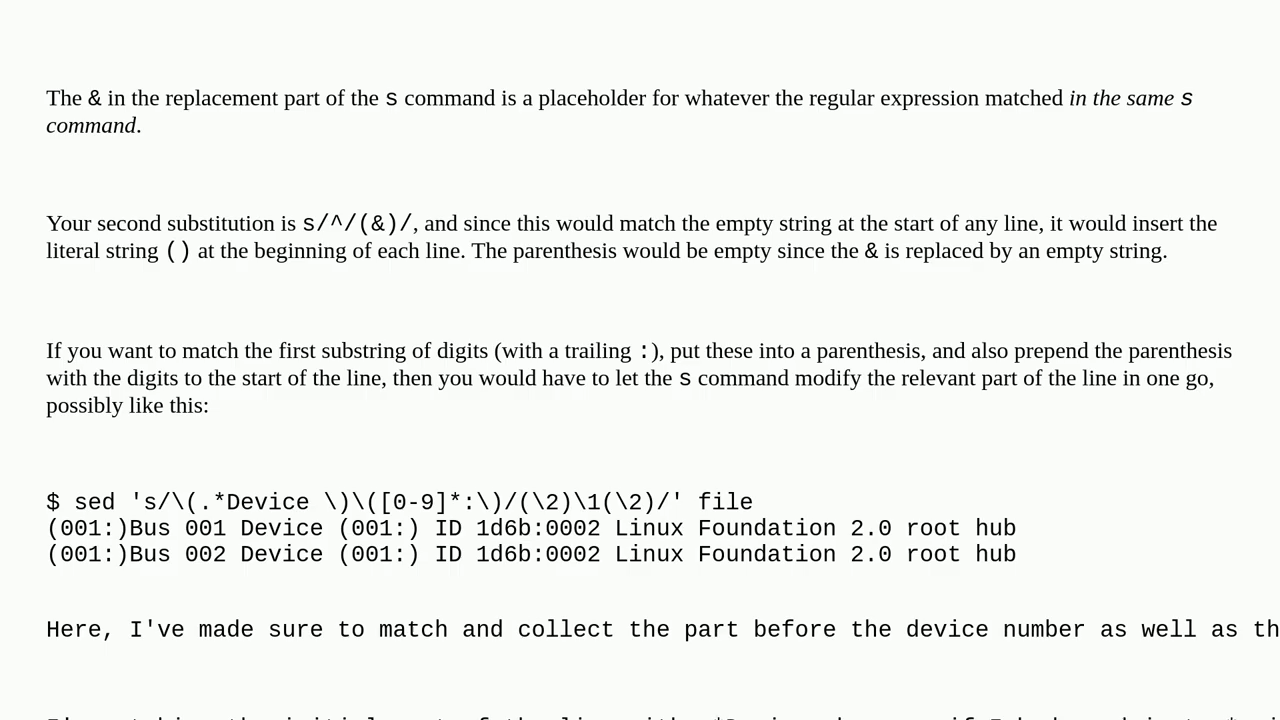 The & in the replacement part of the s command is a placeholder for whatever the regular expression matched in the same s
command.
Your second substitution is s/^/(&)/, and since this would match the empty string at the start of any line, it would insert the
literal string () at the beginning of each line. The parenthesis would be empty since the & is replaced by an empty string.
If you want to match the first substring of digits (with a trailing :), put these into a parenthesis, and also prepend the parenthesis
with the digits to the start of the line, then you would have to let the s command modify the relevant part of the line in one go,
possibly like this:
$ sed 's/\(.*Device \)\([0-9]*:\)/(\2)\1(\2)/' file
(001:)Bus 001 Device (001:) ID 1d6b:0002 Linux Foundation 2.0 root hub
(001:)Bus 002 Device (001:) ID 1d6b:0002 Linux Foundation 2.0 root hub
Here, I've made sure to match and collect the part before the device number as well as th